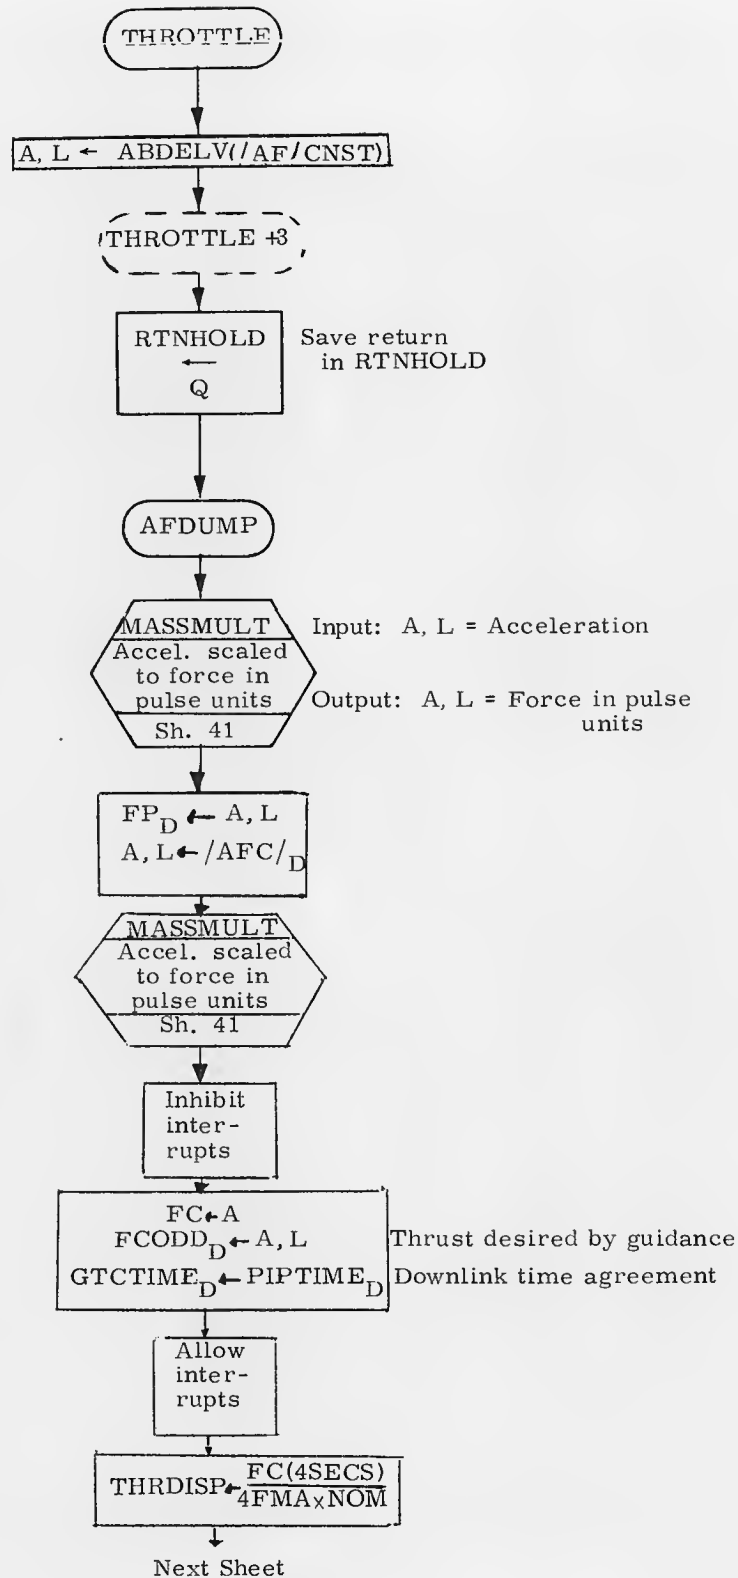 THROTTLE
A, L ← ABDELV(/AF/CNST)
THROTTLE +3
RTNHOLD
←
Q
Save return
in RTNHOLD
AFDUMP
MASSMULT
Accel. scaled
to force in
pulse units
Sh. 41
Input: A, L = Acceleration
Output: A, L = Force in pulse
units
FP_D ← A, L
A, L ← /AFC/_D
MASSMULT
Accel. scaled
to force in
pulse units
Sh. 41
Inhibit
inter-
rupts
FC ← A
FCODD_D ← A, L Thrust desired by guidance
GTCTIME_D ← PIPTIME_D Downlink time agreement
Allow
inter-
rupts
THRDISP ← FC(4SECS)
4FMAxNOM
Next Sheet